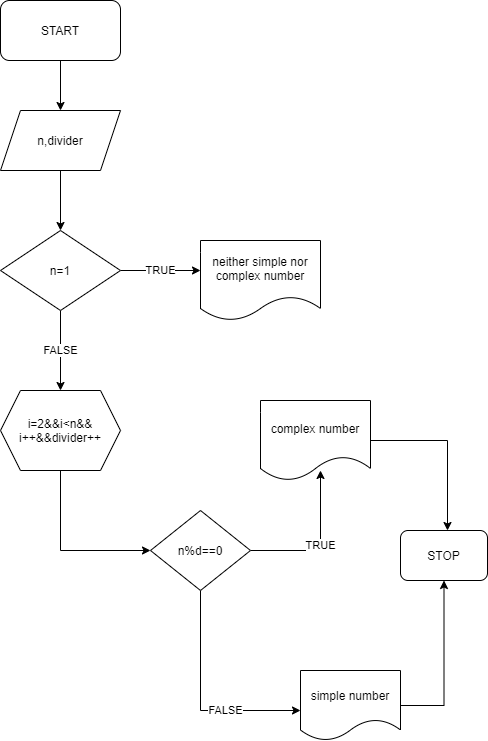 START
n,divider
n=1
TRUE
neither simple nor
complex number
FALSE
i=2&&i<n&&
i++&&divider++
complex number
n%d==0
TRUE
STOP
FALSE
simple number